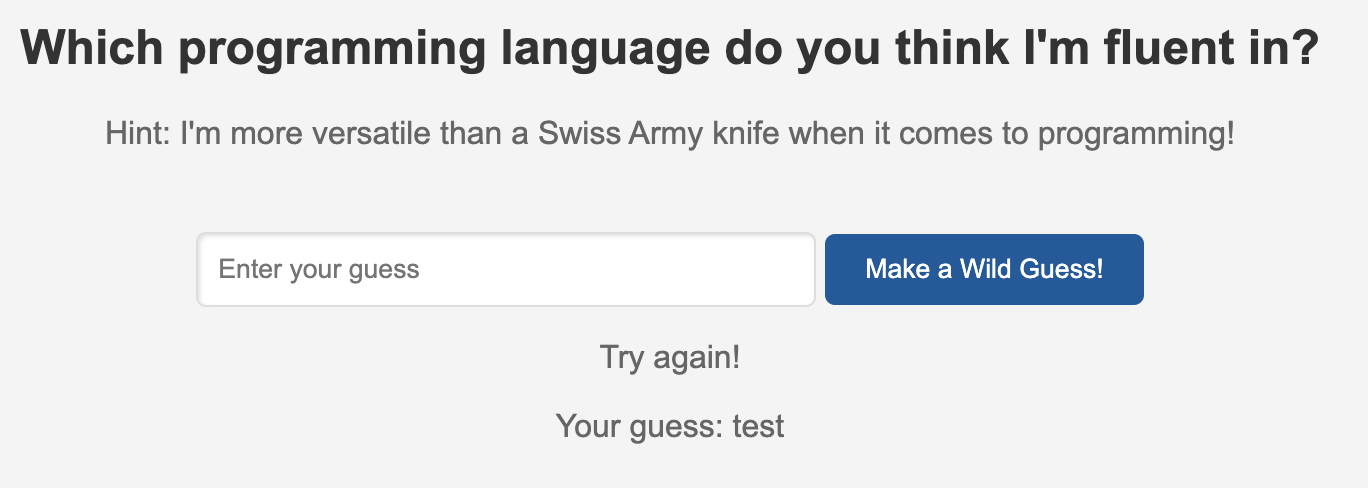 Which programming language do you think I'm fluent in?
Hint: I'm more versatile than a Swiss Army knife when it comes to programming!
Enter your guess
Make a Wild Guess!
Try again!
Your guess: test